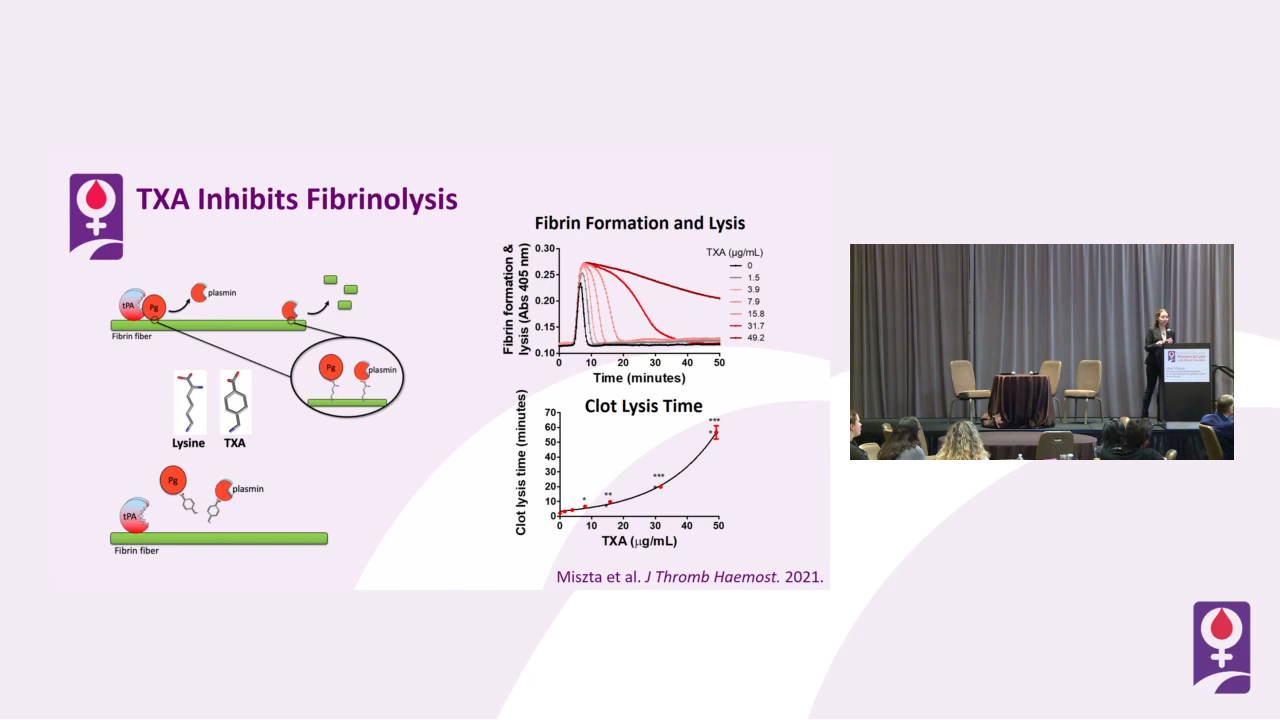 TXA Inhibits Fibrinolysis
tPA
Pg
plasmin
Fibrin fiber
Pg
plasmin
Lysine
TXA
Pg
plasmin
tPA
Fibrin fiber
Fibrin Formation and Lysis
Fibrin formation &
lysis (Abs 405 nm)
0.30
0.25
0.20
0.15
0.10
0 10 20 30 40 50
Time (minutes)
TXA (μg/mL)
0
1.5
3.9
7.9
15.8
31.7
49.2
Clot Lysis Time
Clot lysis time (minutes)
70
60
50
40
30
20
10
0
*
**
***
***
0 10 20 30 40 50
TXA (μg/mL)
Miszta et al. J Thromb Haemost. 2021.